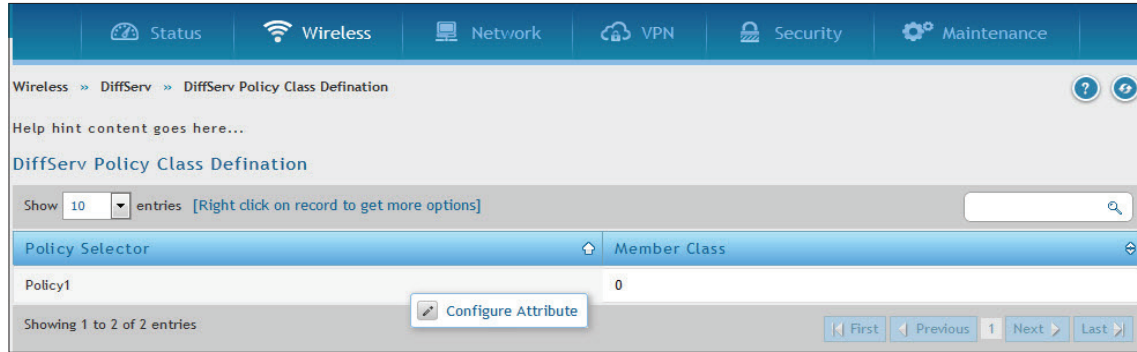 Status Wireless Network VPN Security Maintenance
Wireless » DiffServ » DiffServ Policy Class Defination
Help hint content goes here...
DiffServ Policy Class Defination
Show 10 entries [Right click on record to get more options]
Policy Selector Member Class
Policy1 0
Configure Attribute
Showing 1 to 2 of 2 entries First Previous 1 Next Last